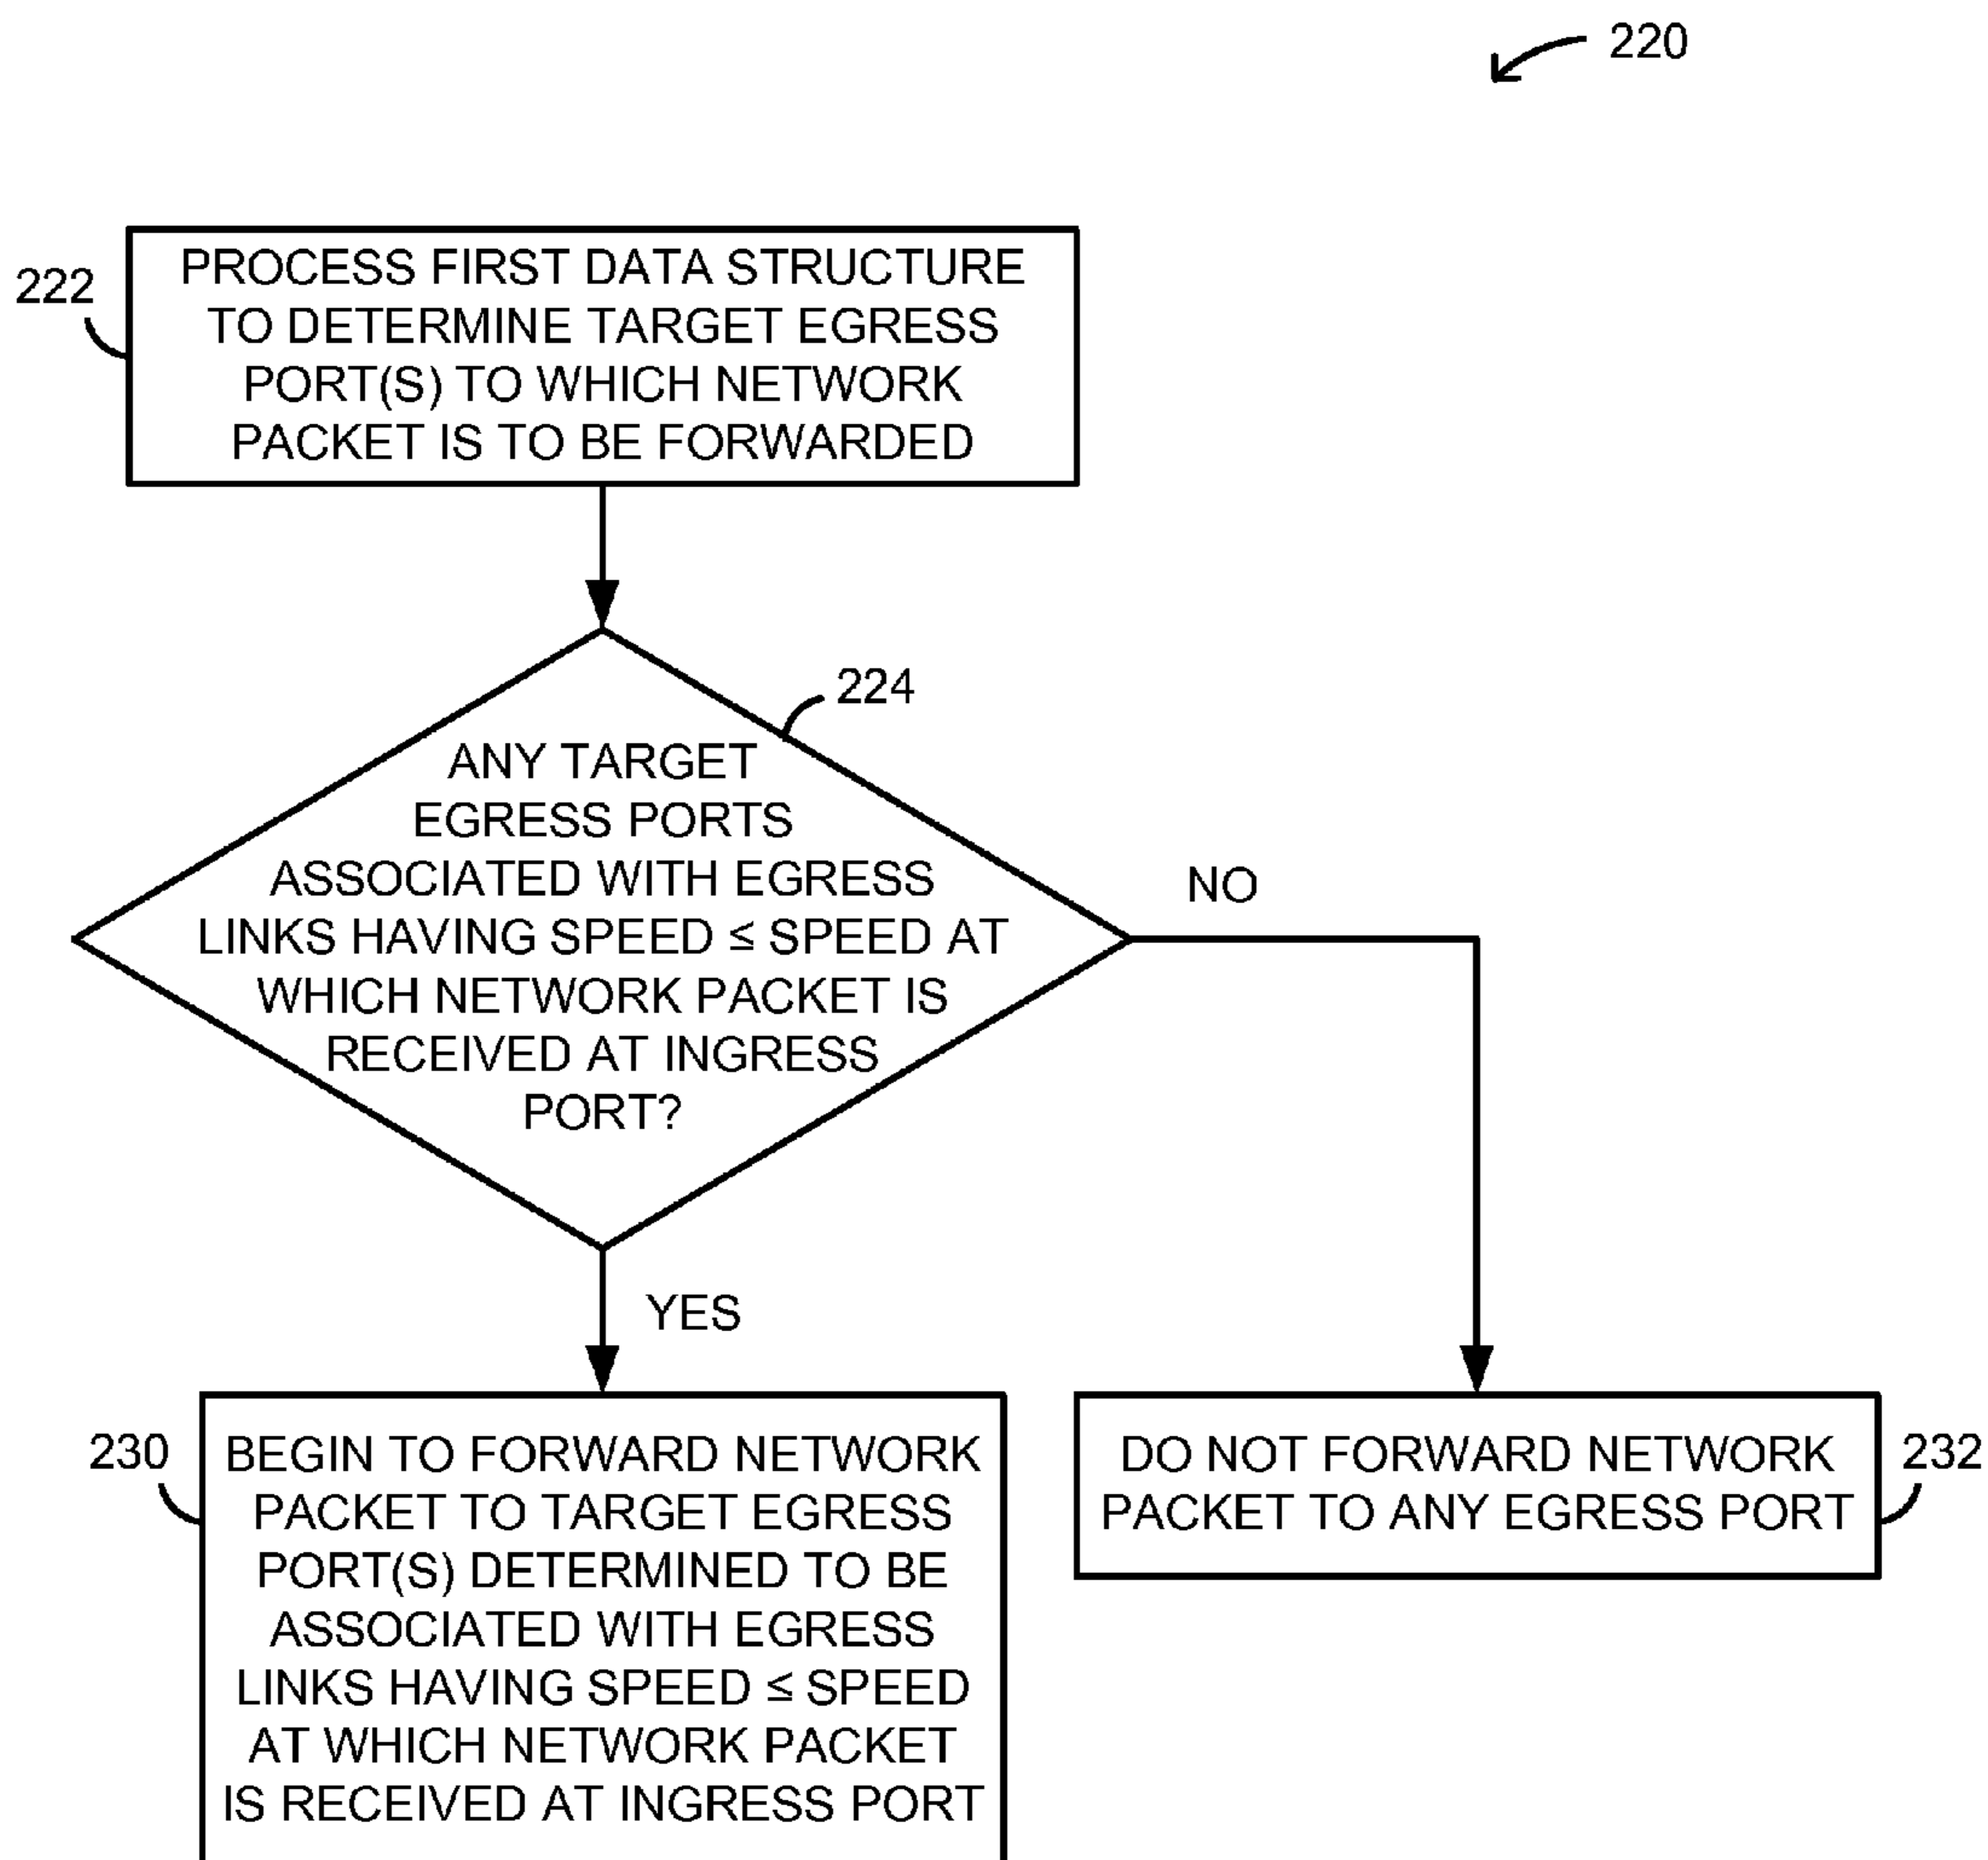 220
222
PROCESS FIRST DATA STRUCTURE
TO DETERMINE TARGET EGRESS
PORT(S) TO WHICH NETWORK
PACKET IS TO BE FORWARDED
224
ANY TARGET
EGRESS PORTS
ASSOCIATED WITH EGRESS
LINKS HAVING SPEED ≤ SPEED AT
WHICH NETWORK PACKET IS
RECEIVED AT INGRESS
PORT?
NO
YES
230
BEGIN TO FORWARD NETWORK
PACKET TO TARGET EGRESS
PORT(S) DETERMINED TO BE
ASSOCIATED WITH EGRESS
LINKS HAVING SPEED ≤ SPEED
AT WHICH NETWORK PACKET
IS RECEIVED AT INGRESS PORT
DO NOT FORWARD NETWORK
PACKET TO ANY EGRESS PORT
232